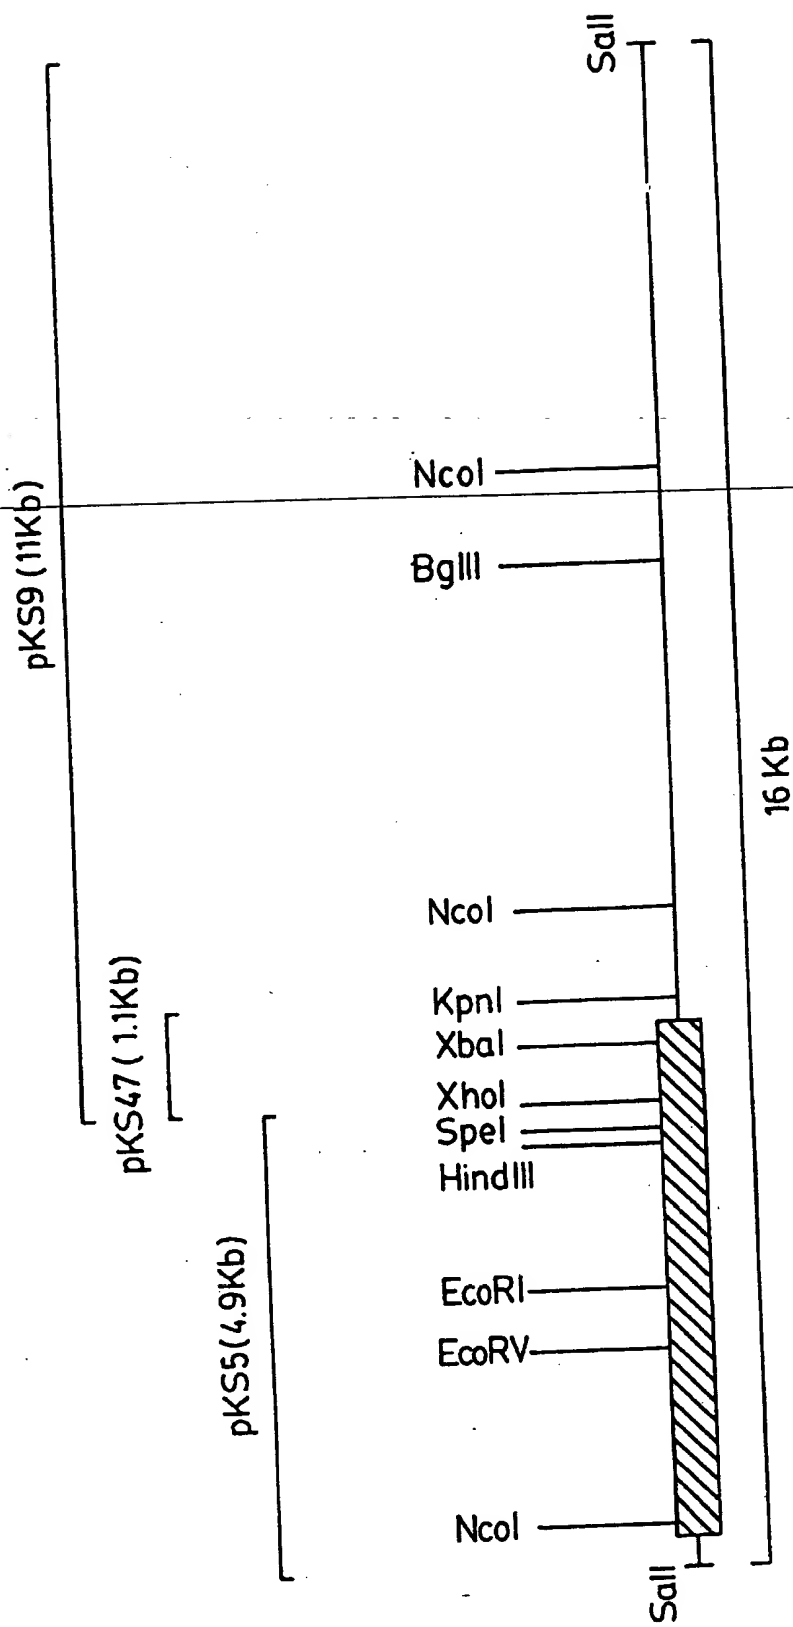 SalI
NcoI
BglII
NcoI
KpnI
XbaI
XhoI
SpeI
HindIII
EcoRI
EcoRV
NcoI
SalI
pKS9 (11Kb)
pKS47 ( 1.1Kb)
pKS5(4.9Kb)
16 Kb